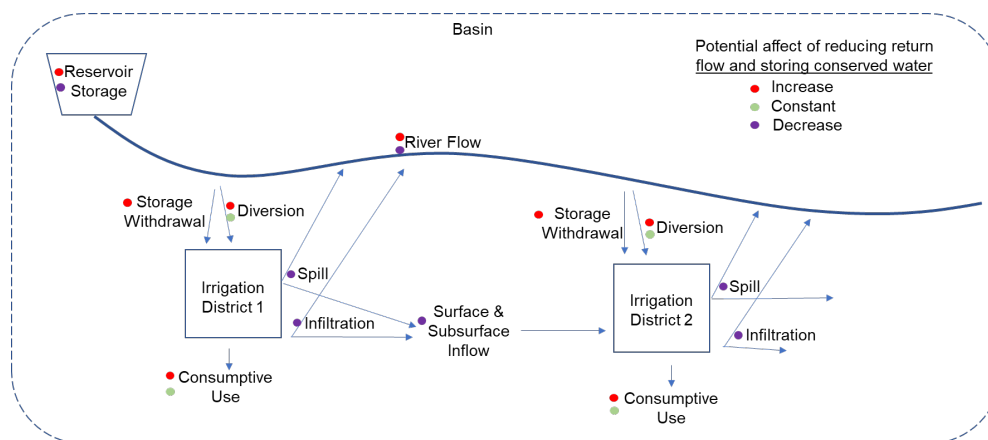 Basin
Potential affect of reducing return
flow and storing conserved water
Increase
Constant
Decrease
Reservoir
Storage
River Flow
Storage
Withdrawal
Diversion
Storage
Withdrawal
Diversion
Irrigation
District 1
Spill
Infiltration
Surface &
Subsurface
Inflow
Irrigation
District 2
Spill
Infiltration
Consumptive
Use
Consumptive
Use